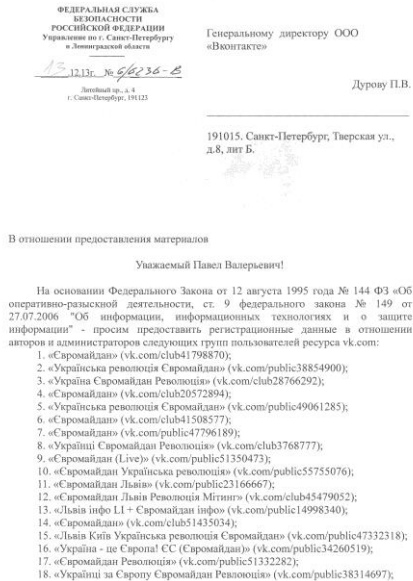 ФЕДЕРАЛЬНАЯ СЛУЖБА
БЕЗОПАСНОСТИ
РОССИЙСКОЙ ФЕДЕРАЦИИ
Управление по г. Санкт-Петербургу
и Ленинградской области
13.12.13г. № 6/6236-В
Литейный пр., д. 4
г. Санкт-Петербург, 191123
Генеральному директору ООО
«Вконтакте»
Дурову П.В.
191015. Санкт-Петербург, Тверская ул.,
д.8, лит Б.
В отношении предоставления материалов
Уважаемый Павел Валерьевич!
На основании Федерального Закона от 12 августа 1995 года № 144 ФЗ «Об
оперативно-разыскной деятельности, ст. 9 федерального закона № 149 от
27.07.2006 "Об информации, информационных технологиях и о защите
информации" - просим предоставить регистрационные данные в отношении
авторов и администраторов следующих групп пользователей ресурса vk.com:
1. «Євромайдан» (vk.com/club41798870);
2. «Українська революція Євромайдан» (vk.com/public38854900);
3. «Україна Євромайдан Революція» (vk.com/club28766292);
4. «Євромайдан» (vk.com/club20572894);
5. «Українська революція Євромайдан» (vk.com/public49061285);
6. «Євромайдан» (vk.com/club41508577);
7. «Євромайдан» (vk.com/public47796189);
8. «Українці Євромайдан Революція» (vk.com/club3768777);
9. «Євромайдан (Live)» (vk.com/public51350473);
10. «Євромайдан Українська революція» (vk.com/public55755076);
11. «Євромайдан Львів» (vk.com/public23166667);
12. «Євромайдан Львів Революція Мітинг» (vk.com/club45479052);
13. «Львів інфо LI + Євромайдан інфо» (vk.com/public14998340);
14. «Євромайдан» (vk.com/club51435034);
15. «Львів Київ Українська революція Євромайдан» (vk.com/public47332318);
16. «Україна - це Європа! ЄС (Євромайдан)» (vk.com/public34260519);
17. «Євромайдан Революція» (vk.com/public51332282);
18. «Українці за Європу Євромайдан Революція» (vk.com/public38314697);